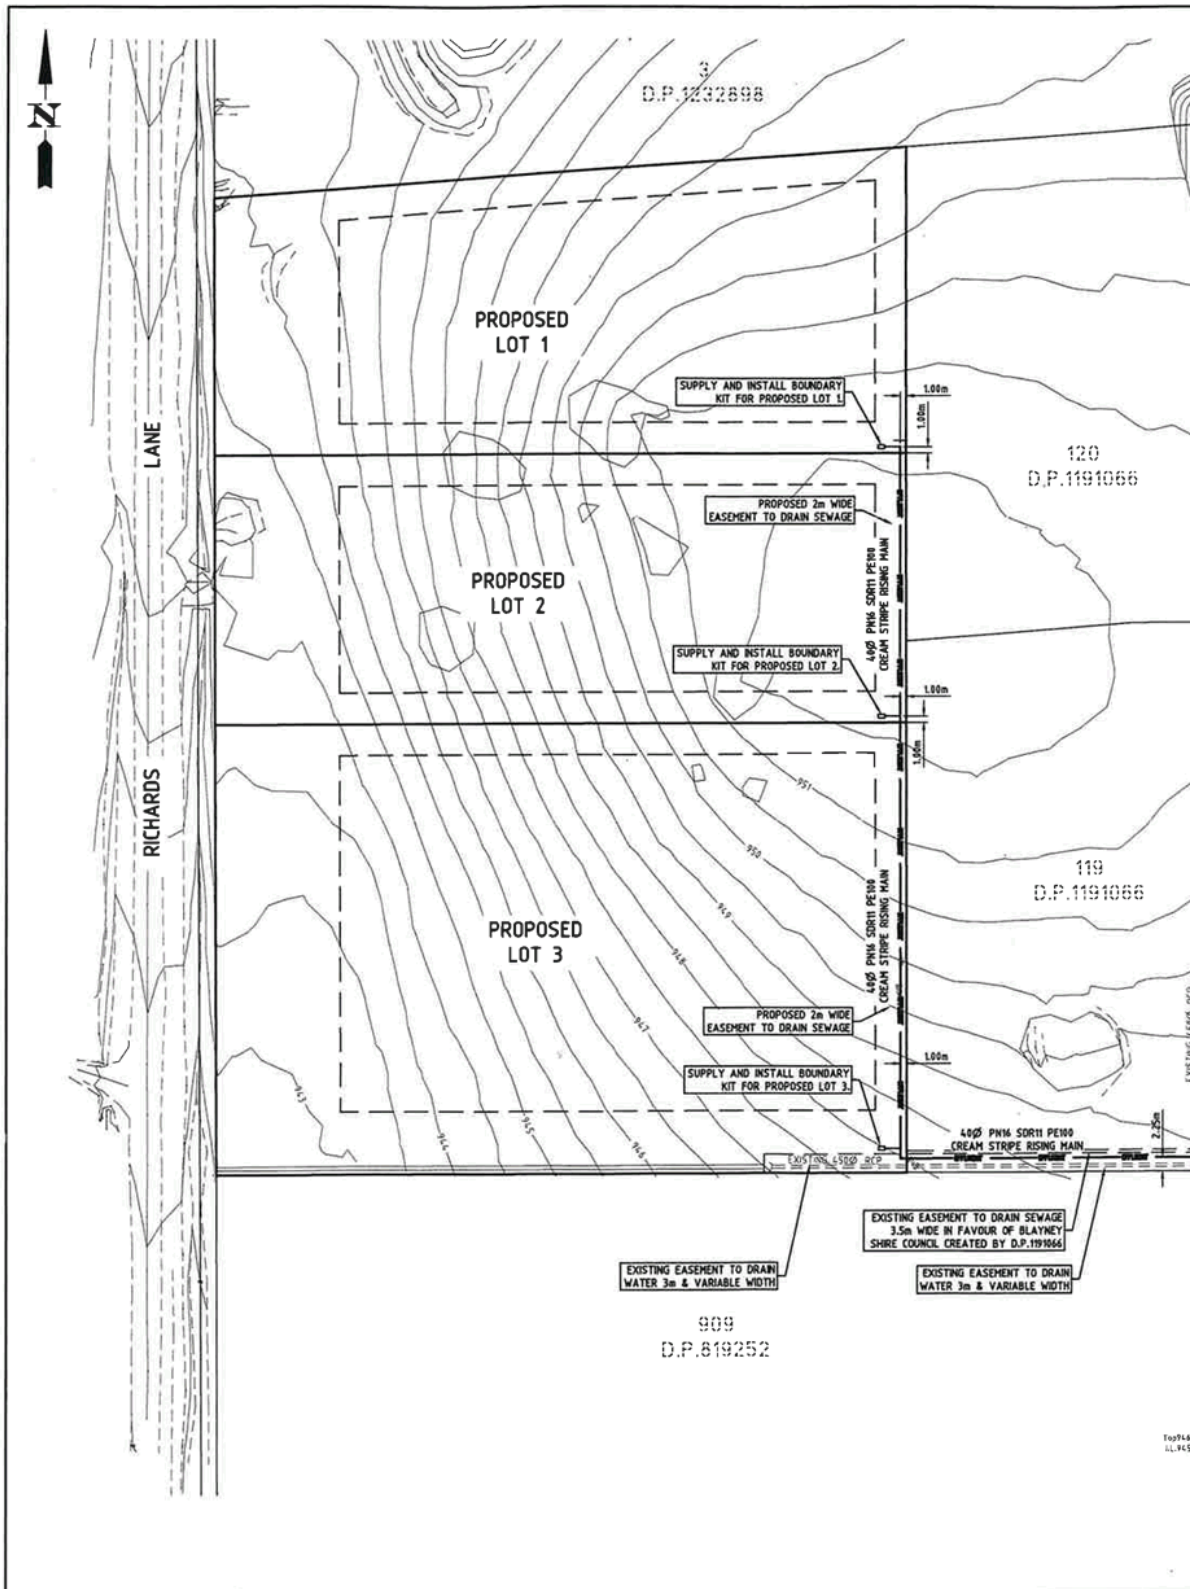 N
3
D.P.1232898
PROPOSED
LOT 1
SUPPLY AND INSTALL BOUNDARY
KIT FOR PROPOSED LOT 1.
1.00m
1.00m
LANE
120
D.P.1191066
PROPOSED 2m WIDE
EASEMENT TO DRAIN SEWAGE
40Ø PN16 SDR11 PE100
CREAM STRIPE RISING MAIN
PROPOSED
LOT 2
SUPPLY AND INSTALL BOUNDARY
KIT FOR PROPOSED LOT 2.
1.00m
1.00m
RICHARDS
951
950
949
948
947
946
945
944
943
119
D.P.1191066
40Ø PN16 SDR11 PE100
CREAM STRIPE RISING MAIN
PROPOSED
LOT 3
PROPOSED 2m WIDE
EASEMENT TO DRAIN SEWAGE
1.00m
SUPPLY AND INSTALL BOUNDARY
KIT FOR PROPOSED LOT 3.
40Ø PN16 SDR11 PE100
CREAM STRIPE RISING MAIN
2.25m
EXISTING 450Ø RCP
EXISTING EASEMENT TO DRAIN SEWAGE
3.5m WIDE IN FAVOUR OF BLAYNEY
SHIRE COUNCIL CREATED BY D.P.1191066
EXISTING EASEMENT TO DRAIN
WATER 3m & VARIABLE WIDTH
EXISTING EASEMENT TO DRAIN
WATER 3m & VARIABLE WIDTH
909
D.P.819252